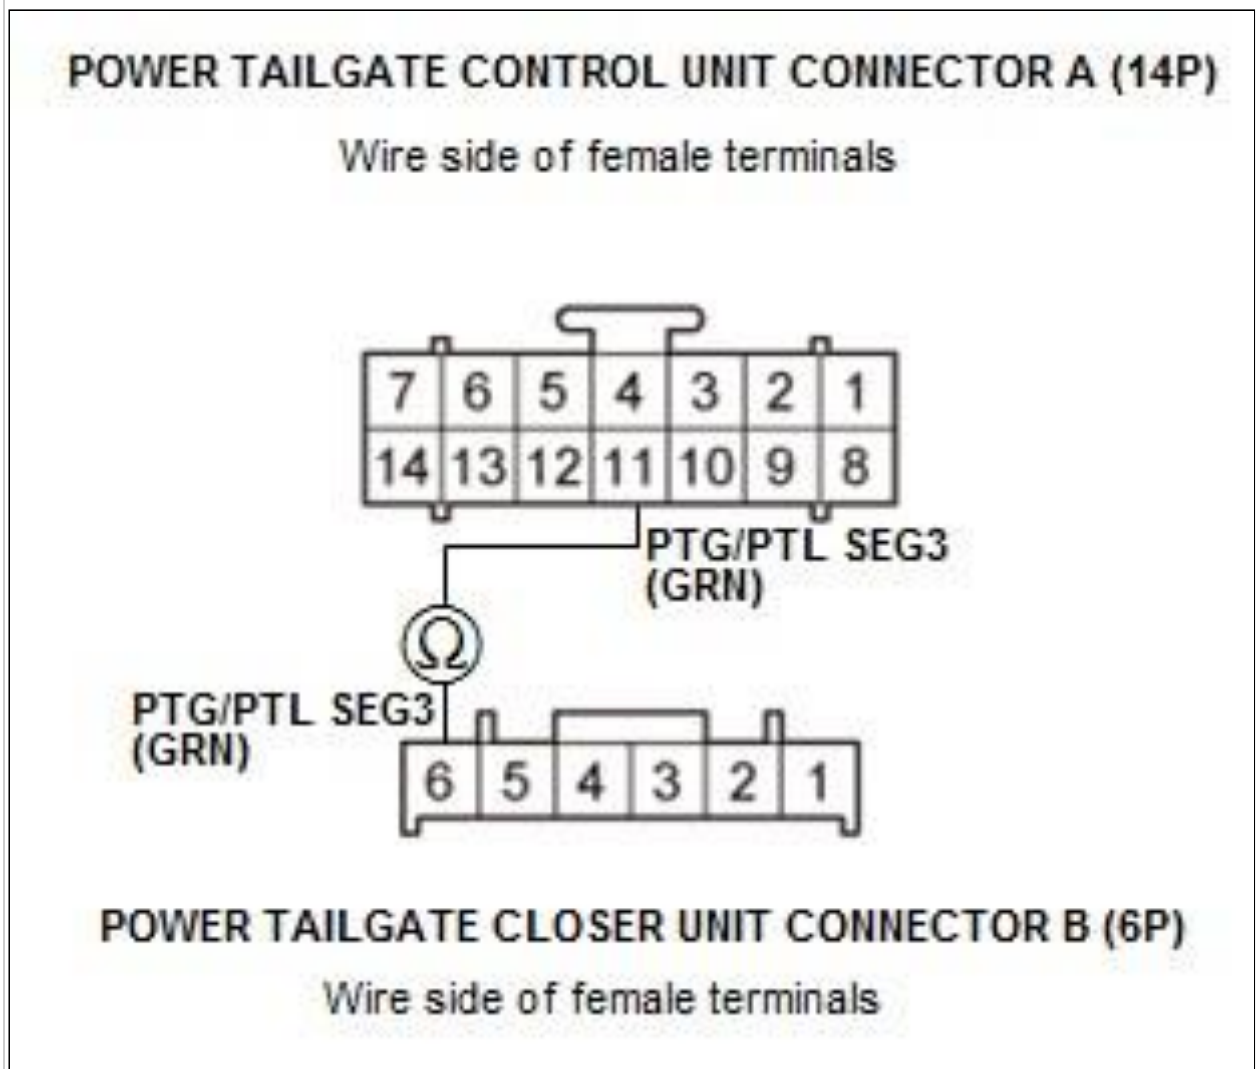 POWER TAILGATE CONTROL UNIT CONNECTOR A (14P)
Wire side of female terminals
7 6 5 4 3 2 1
14 13 12 11 10 9 8
PTG/PTL SEG3
(GRN)
Ω
PTG/PTL SEG3
(GRN)
6 5 4 3 2 1
POWER TAILGATE CLOSER UNIT CONNECTOR B (6P)
Wire side of female terminals